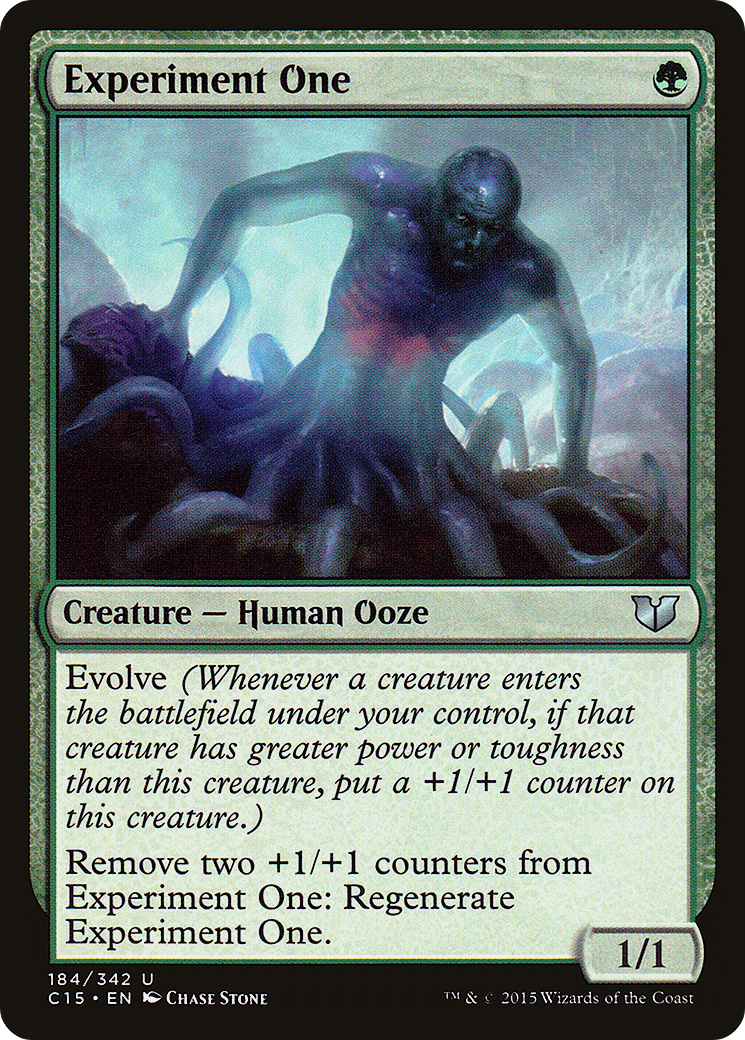 Experiment One
Creature — Human Ooze
Evolve (Whenever a creature enters
the battlefield under your control, if that
creature has greater power or toughness
than this creature, put a +1/+1 counter on
this creature.)
Remove two +1/+1 counters from
Experiment One: Regenerate
Experiment One.
1/1
184/342 U
C15 • EN Chase Stone
™ & © 2015 Wizards of the Coast